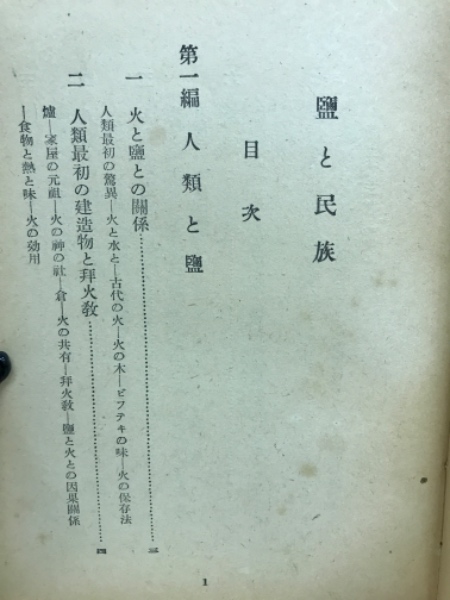 鹽と民族
目次
第一編 人類と鹽
一 火と鹽との關係……三
人類最初の驚異―火と水と―古代の火―火の木―ビフテキの味―火の保存法
二 人類最初の建造物と拜火敎……四
爐―家屋の元祖―火の神の社―倉―火の共有―拜火敎―鹽と火との因果關係
―食物と熱と味―火の効用
1